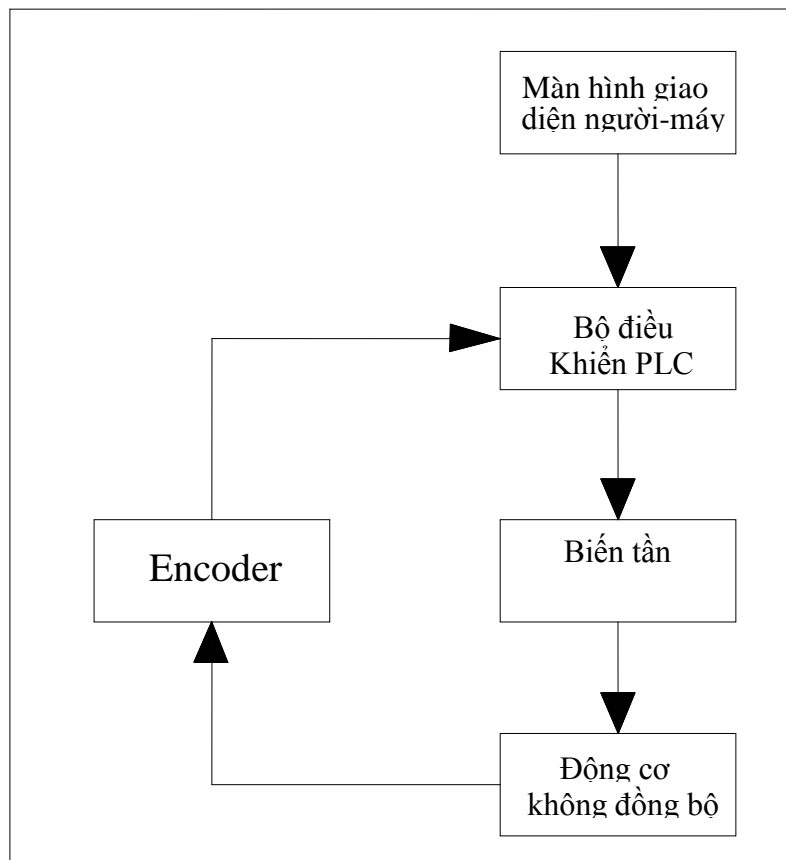 Màn hình giao
diện người-máy
Bộ điều
Khiển PLC
Encoder
Biến tần
Động cơ
không đồng bộ